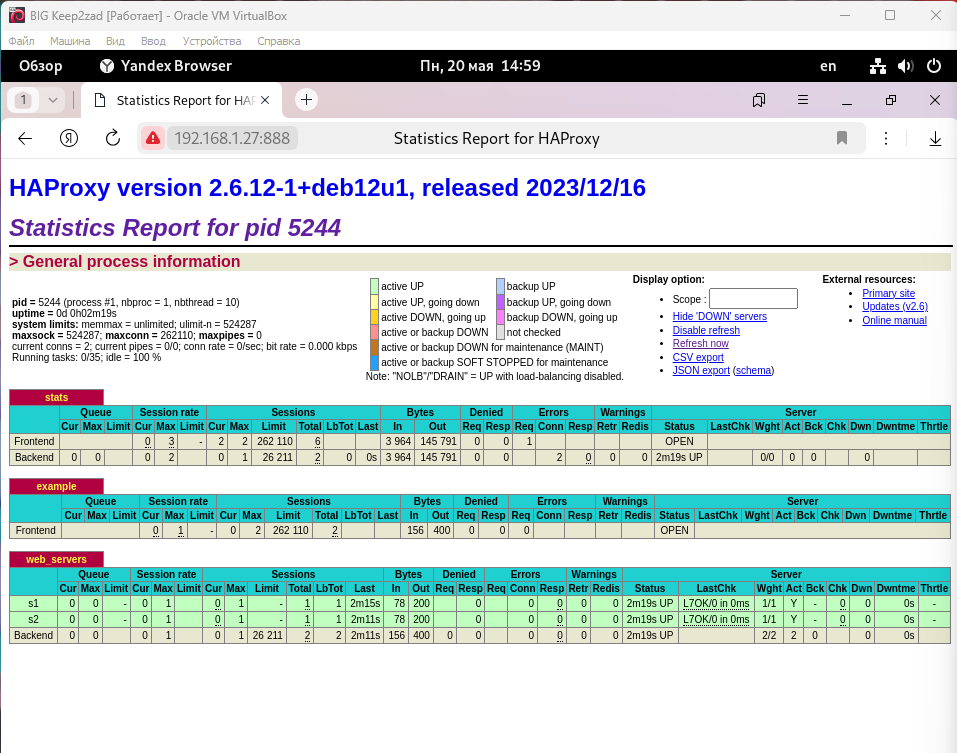 BIG Keep2zad [Работает] - Oracle VM VirtualBox
Файл Машина Вид Ввод Устройства Справка
Обзор Yandex Browser Пн, 20 мая 14:59 en
1 Statistics Report for HAP
192.168.1.27:888 Statistics Report for HAProxy
HAProxy version 2.6.12-1+deb12u1, released 2023/12/16
Statistics Report for pid 5244
> General process information
pid = 5244 (process #1, nbproc = 1, nbthread = 10)
uptime = 0d 0h02m19s
system limits: memmax = unlimited; ulimit-n = 524287
maxsock = 524287; maxconn = 262110; maxpipes = 0
current conns = 2; current pipes = 0/0; conn rate = 0/sec; bit rate = 0.000 kbps
Running tasks: 0/35; idle = 100 %
active UP backup UP
active UP, going down backup UP, going down
active DOWN, going up backup DOWN, going up
active or backup DOWN not checked
active or backup DOWN for maintenance (MAINT)
active or backup SOFT STOPPED for maintenance
Note: "NOLB"/"DRAIN" = UP with load-balancing disabled.
Display option:
Scope :
Hide 'DOWN' servers
Disable refresh
Refresh now
CSV export
JSON export (schema)
External resources:
Primary site
Updates (v2.6)
Online manual
stats
Queue Session rate Sessions Bytes Denied Errors Warnings Server
Cur Max Limit Cur Max Limit Cur Max Limit Total LbTot Last In Out Req Resp Req Conn Resp Retr Redis Status LastChk Wght Act Bck Chk Dwn Dwntme Thrtle
Frontend 0 3 - 2 2 262 110 6 3 964 145 791 0 0 1 OPEN
Backend 0 0 0 2 0 1 26 211 2 0 0s 3 964 145 791 0 0 2 0 0 0 2m19s UP 0/0 0 0 0
example
Queue Session rate Sessions Bytes Denied Errors Warnings Server
Cur Max Limit Cur Max Limit Cur Max Limit Total LbTot Last In Out Req Resp Req Conn Resp Retr Redis Status LastChk Wght Act Bck Chk Dwn Dwntme Thrtle
Frontend 0 1 - 0 2 262 110 2 156 400 0 0 0 OPEN
web_servers
Queue Session rate Sessions Bytes Denied Errors Warnings Server
Cur Max Limit Cur Max Limit Cur Max Limit Total LbTot Last In Out Req Resp Req Conn Resp Retr Redis Status LastChk Wght Act Bck Chk Dwn Dwntme Thrtle
s1 0 0 - 0 1 0 1 - 1 1 2m15s 78 200 0 0 0 0 0 2m19s UP L7OK/0 in 0ms 1/1 Y - 0 0 0s -
s2 0 0 - 0 1 0 1 - 1 1 2m11s 78 200 0 0 0 0 0 2m19s UP L7OK/0 in 0ms 1/1 Y - 0 0 0s -
Backend 0 0 0 1 0 1 26 211 2 2 2m11s 156 400 0 0 0 0 0 0 2m19s UP 2/2 2 0 0 0s